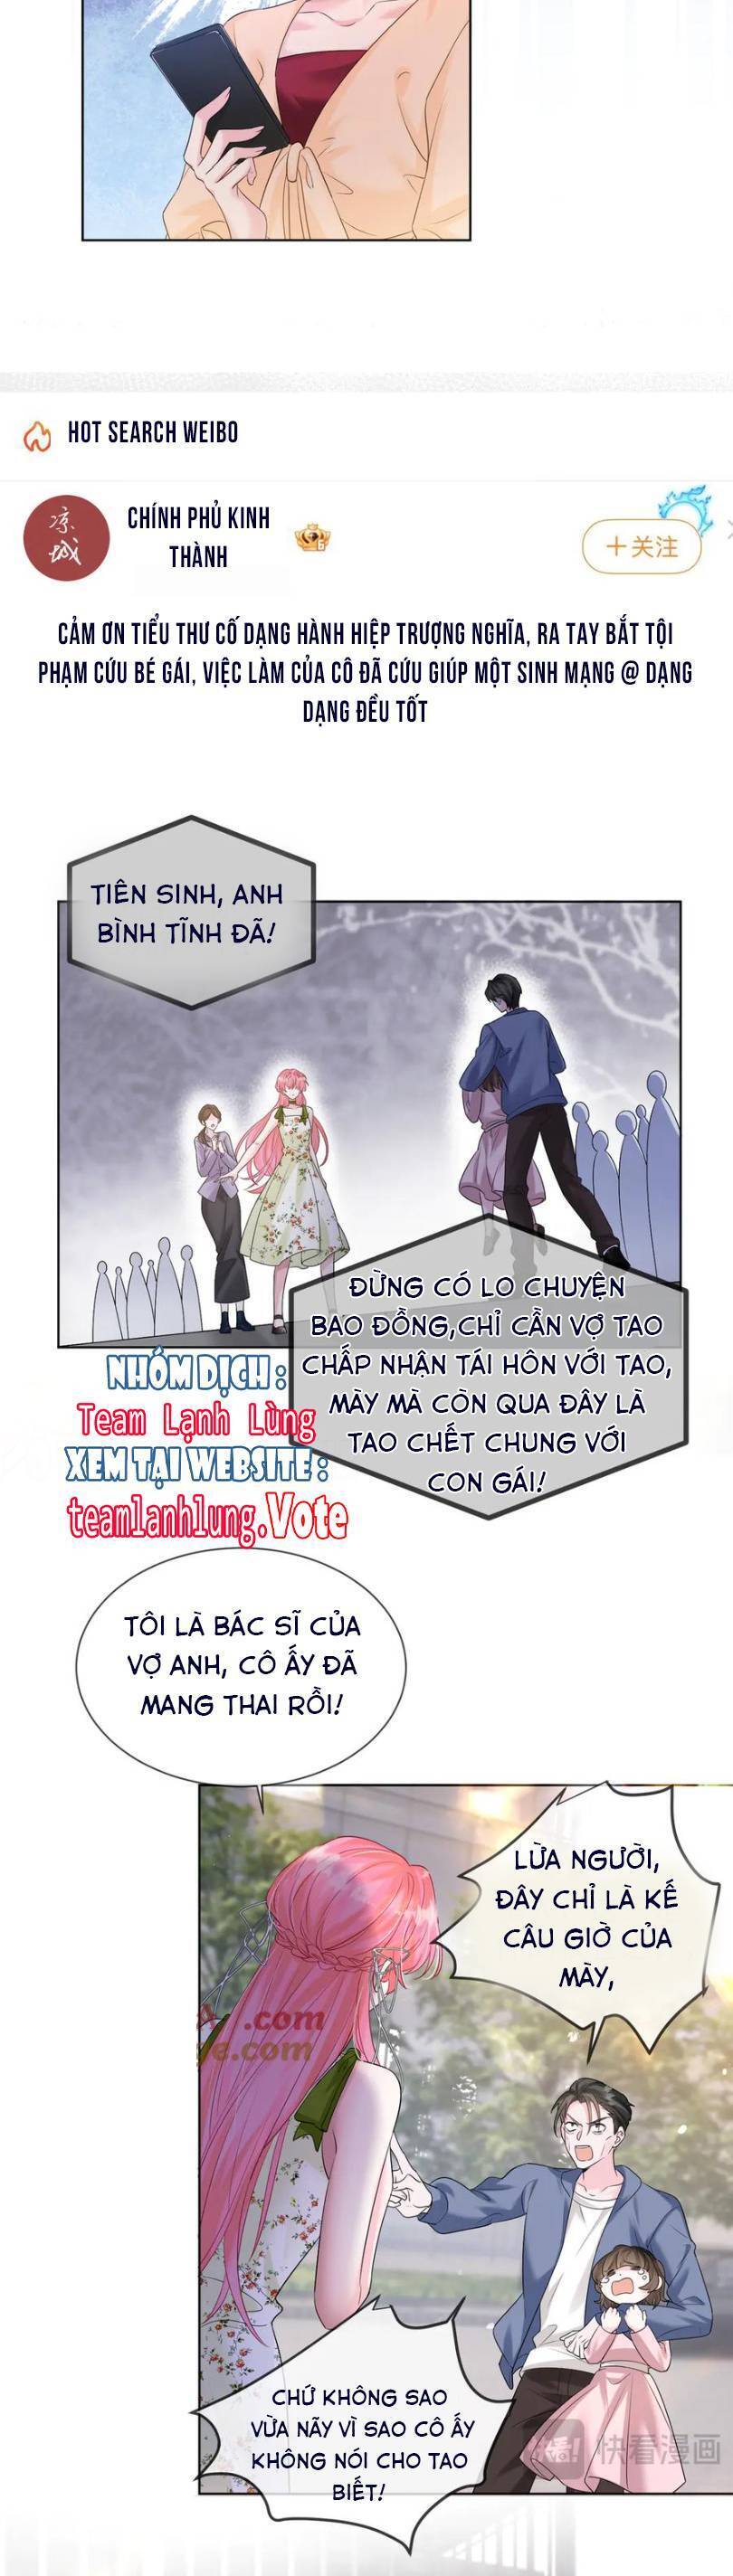 HOT SEARCH WEIBO
凉城
CHÍNH PHỦ KINH
THÀNH
6
＋关注
CẢM ƠN TIỂU THƯ CỐ DẠNG HÀNH HIỆP TRƯỢNG NGHĨA, RA TAY BẮT TỘI
PHẠM CỨU BÉ GÁI, VIỆC LÀM CỦA CÔ ĐÃ CỨU GIÚP MỘT SINH MẠNG @ DẠNG
DẠNG ĐỀU TỐT
TIÊN SINH, ANH
BÌNH TĨNH ĐÃ!
ĐỪNG CÓ LO CHUYỆN
BAO ĐỒNG,CHỈ CẦN VỢ TAO
CHẤP NHẬN TÁI HÔN VỚI TAO,
MÀY MÀ CÒN QUA ĐÂY LÀ
TAO CHẾT CHUNG VỚI
CON GÁI!
NHÓM DỊCH :
Team Lạnh Lùng
XEM TẠI WEBSITE :
teamlanhlung.Vote
TÔI LÀ BÁC SĨ CỦA
VỢ ANH, CÔ ẤY ĐÃ
MANG THAI RỒI!
LỪA NGƯỜI,
ĐÂY CHỈ LÀ KẾ
CÂU GIỜ CỦA
MÀY,
.com
ye.com
CHỨ KHÔNG SAO
VỪA NÃY VÌ SAO CÔ ẤY
KHÔNG NÓI CHO TAO
BIẾT!
快看漫画